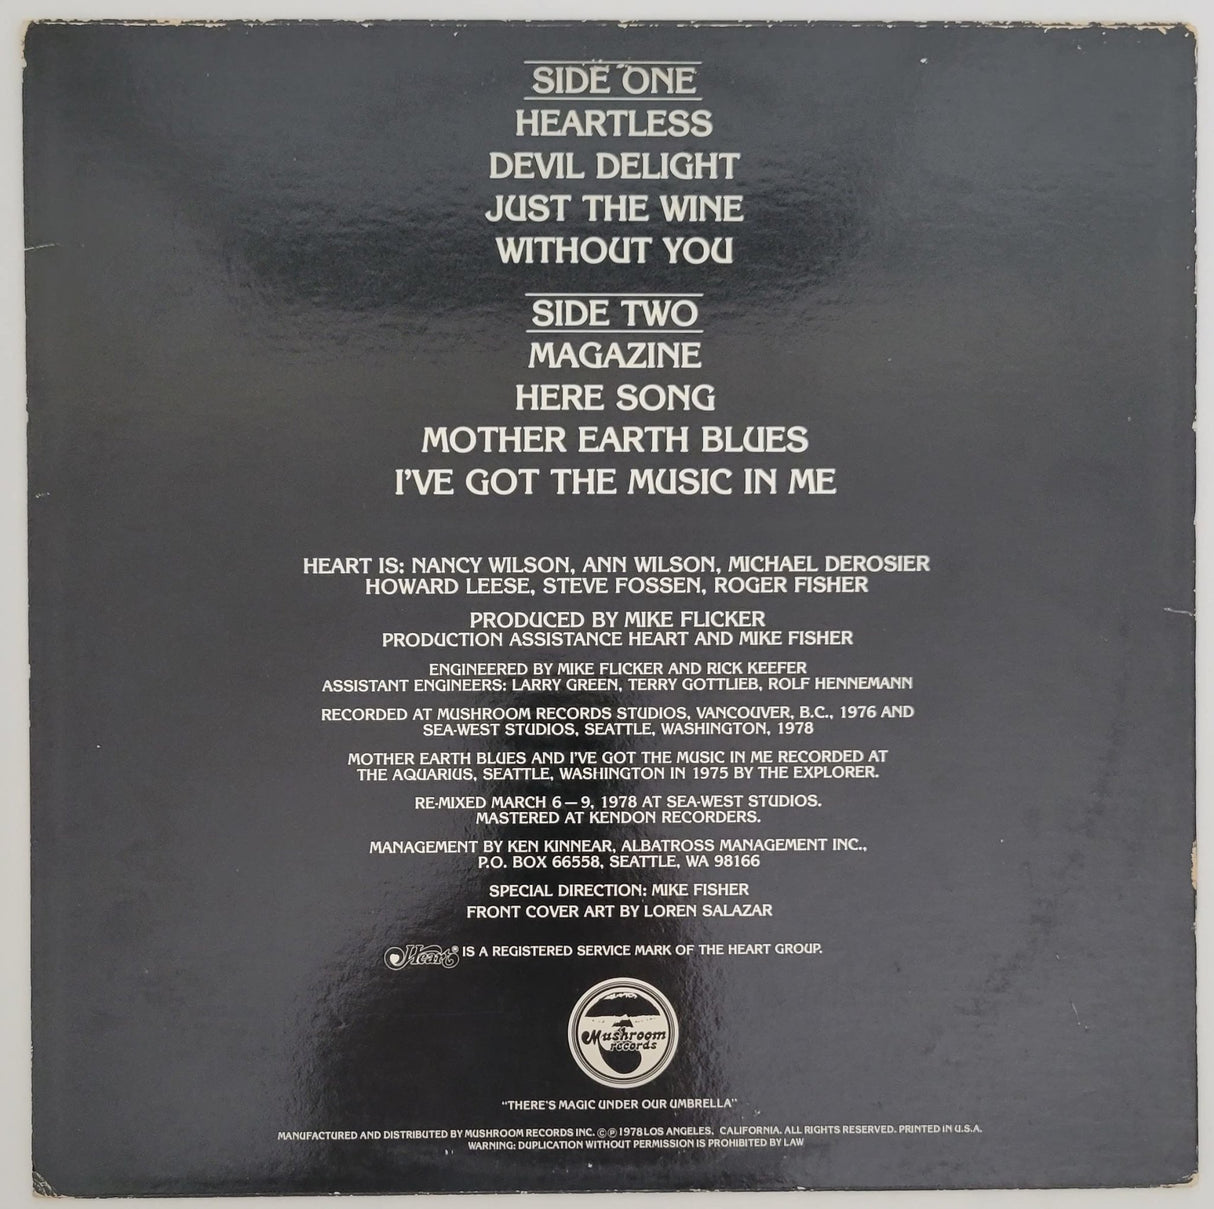 SIDE ONE
HEARTLESS
DEVIL DELIGHT
JUST THE WINE
WITHOUT YOU
SIDE TWO
MAGAZINE
HERE SONG
MOTHER EARTH BLUES
I'VE GOT THE MUSIC IN ME
HEART IS: NANCY WILSON, ANN WILSON, MICHAEL DEROSIER
HOWARD LEESE, STEVE FOSSEN, ROGER FISHER
PRODUCED BY MIKE FLICKER
PRODUCTION ASSISTANCE HEART AND MIKE FISHER
ENGINEERED BY MIKE FLICKER AND RICK KEEFER
ASSISTANT ENGINEERS: LARRY GREEN, TERRY GOTTLIEB, ROLF HENNEMANN
RECORDED AT MUSHROOM RECORDS STUDIOS, VANCOUVER, B.C., 1976 AND
SEA-WEST STUDIOS, SEATTLE, WASHINGTON, 1978
MOTHER EARTH BLUES AND I'VE GOT THE MUSIC IN ME RECORDED AT
THE AQUARIUS, SEATTLE, WASHINGTON IN 1975 BY THE EXPLORER.
RE-MIXED MARCH 6—9, 1978 AT SEA-WEST STUDIOS.
MASTERED AT KENDON RECORDERS.
MANAGEMENT BY KEN KINNEAR, ALBATROSS MANAGEMENT INC.,
P.O. BOX 66558, SEATTLE, WA 98166
SPECIAL DIRECTION: MIKE FISHER
FRONT COVER ART BY LOREN SALAZAR
Heart® IS A REGISTERED SERVICE MARK OF THE HEART GROUP.
Mushroom
records
"THERE'S MAGIC UNDER OUR UMBRELLA"
MANUFACTURED AND DISTRIBUTED BY MUSHROOM RECORDS INC. ©℗1978 LOS ANGELES, CALIFORNIA. ALL RIGHTS RESERVED. PRINTED IN U.S.A.
WARNING: DUPLICATION WITHOUT PERMISSION IS PROHIBITED BY LAW